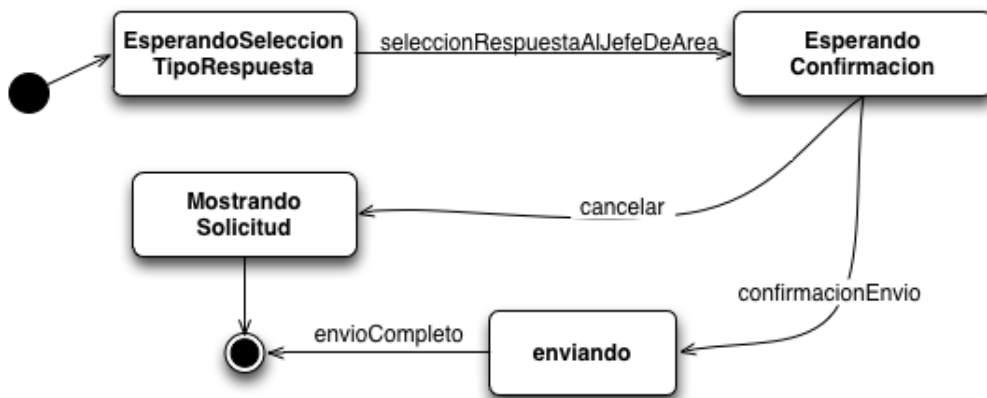 EsperandoSeleccion
TipoRespuesta
seleccionRespuestaAlJefeDeArea
Esperando
Confirmacion
Mostrando
Solicitud
cancelar
confirmacionEnvio
envioCompleto
enviando